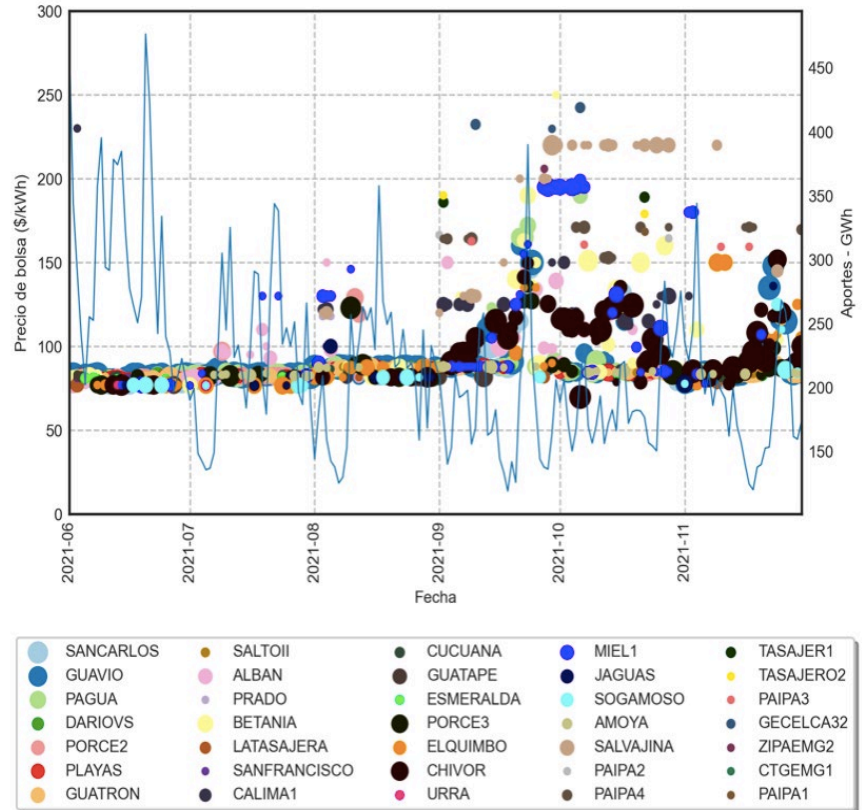 300
250
200
150
100
50
0
Precio de bolsa ($/kWh)
450
400
350
300
250
200
150
Aportes - GWh
2021-06
2021-07
2021-08
2021-09
2021-10
2021-11
Fecha
SANCARLOS
GUAVIO
PAGUA
DARIOVS
PORCE2
PLAYAS
GUATRON
SALTOII
ALBAN
PRADO
BETANIA
LATASAJERA
SANFRANCISCO
CALIMA1
CUCUANA
GUATAPE
ESMERALDA
PORCE3
ELQUIMBO
CHIVOR
URRA
MIEL1
JAGUAS
SOGAMOSO
AMOYA
SALVAJINA
PAIPA2
PAIPA4
TASAJER1
TASAJERO2
PAIPA3
GECELCA32
ZIPAEMG2
CTGEMG1
PAIPA1